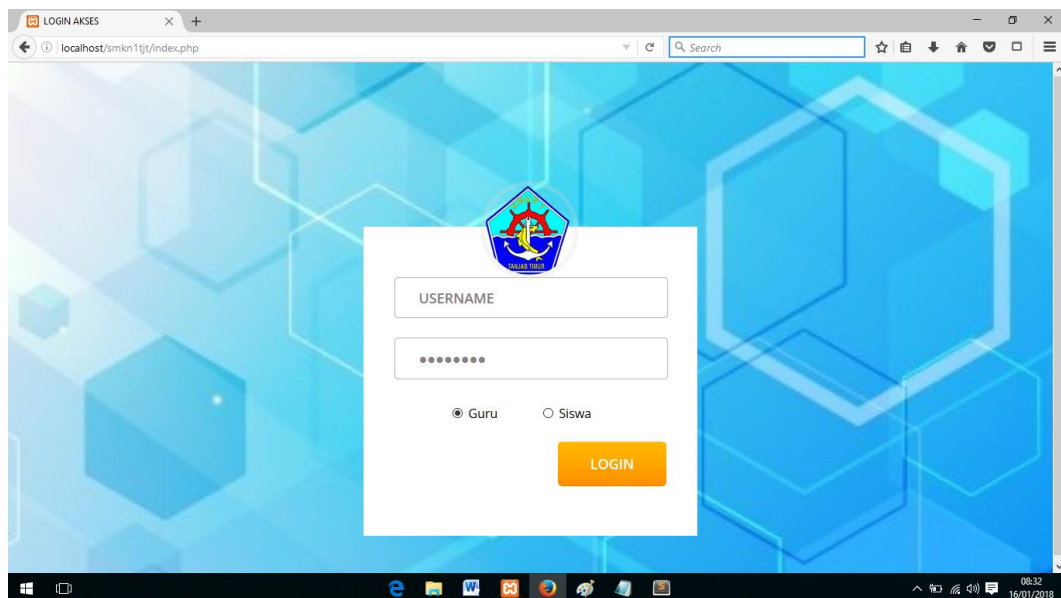 LOGIN AKSES
localhost/smkn1tjt/index.php
Search
TANJAB TIMUR
USERNAME
Guru
Siswa
LOGIN
08:32
16/01/2018